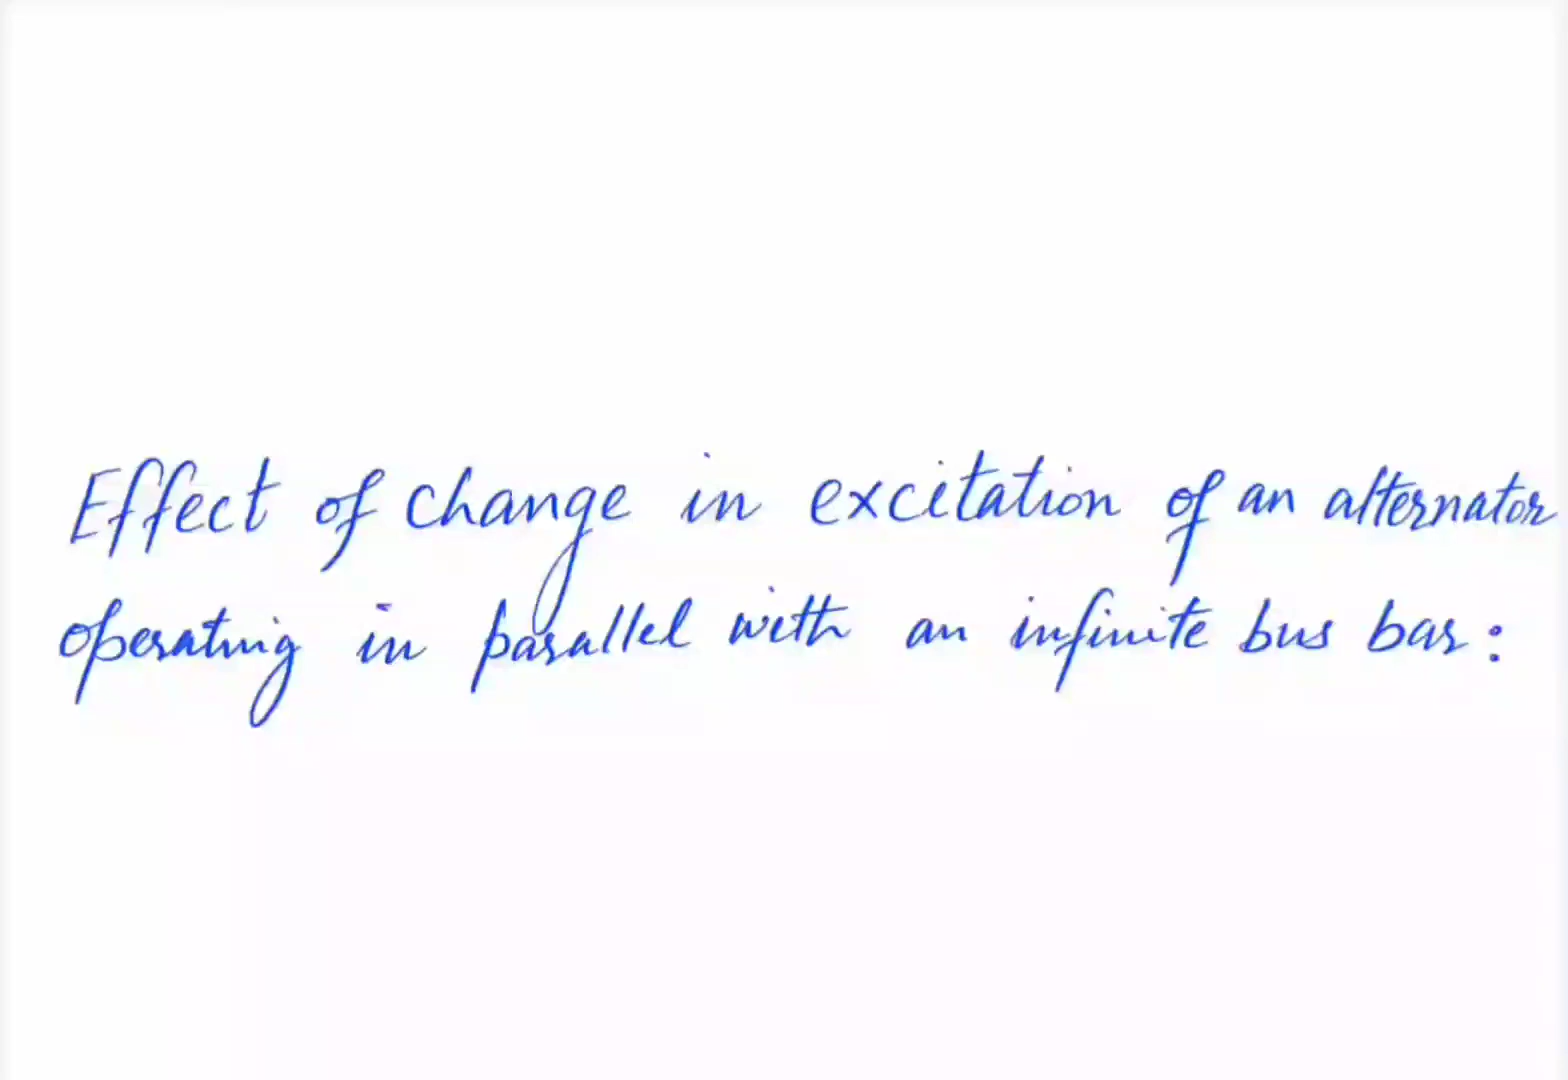 Effect of change in excitation of an alternator
operating in parallel with an infinite bus bar: